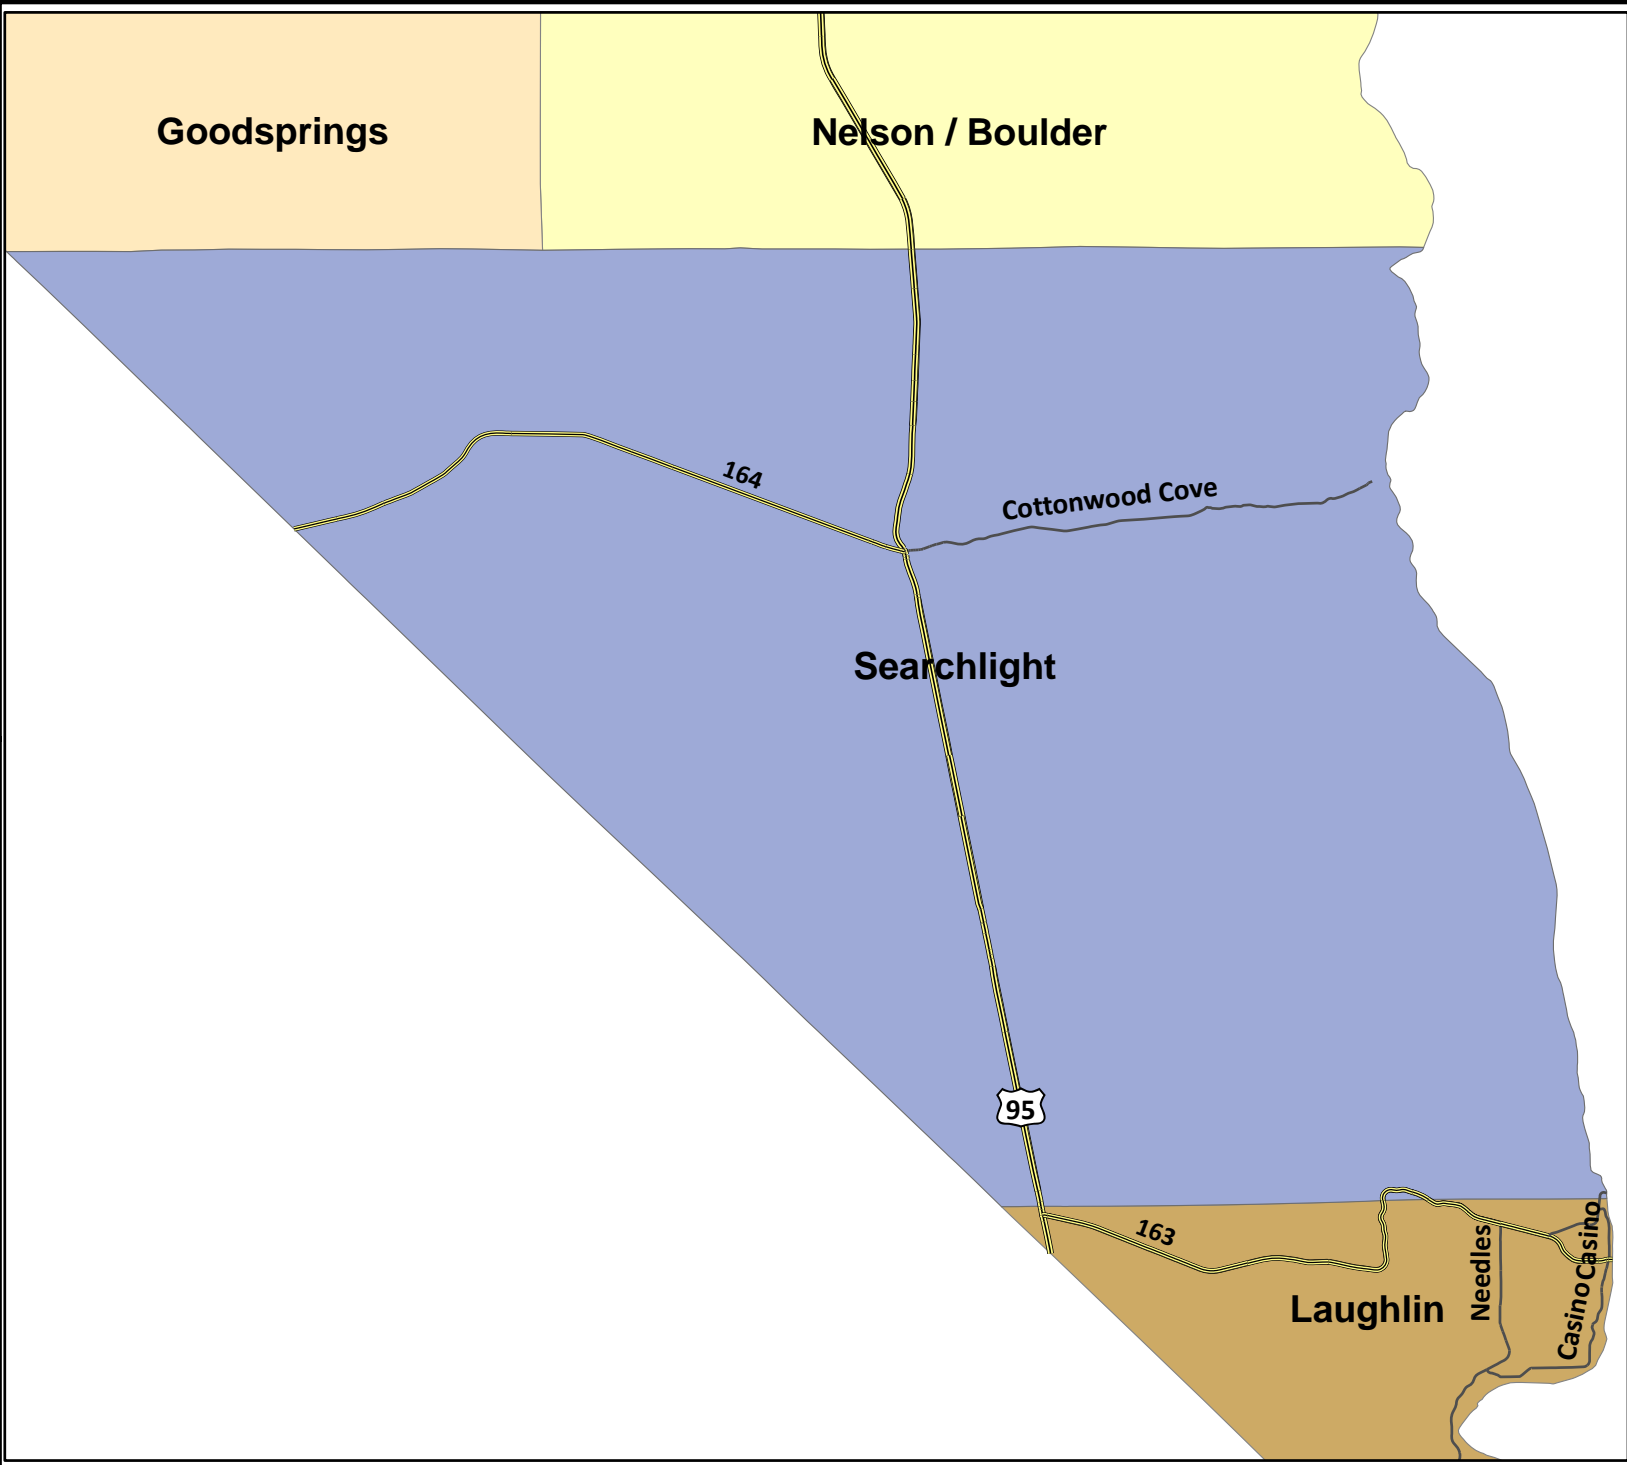 Goodsprings
Nelson / Boulder
164
Cottonwood Cove
Searchlight
95
163
Needles
Casino
Casino
Laughlin